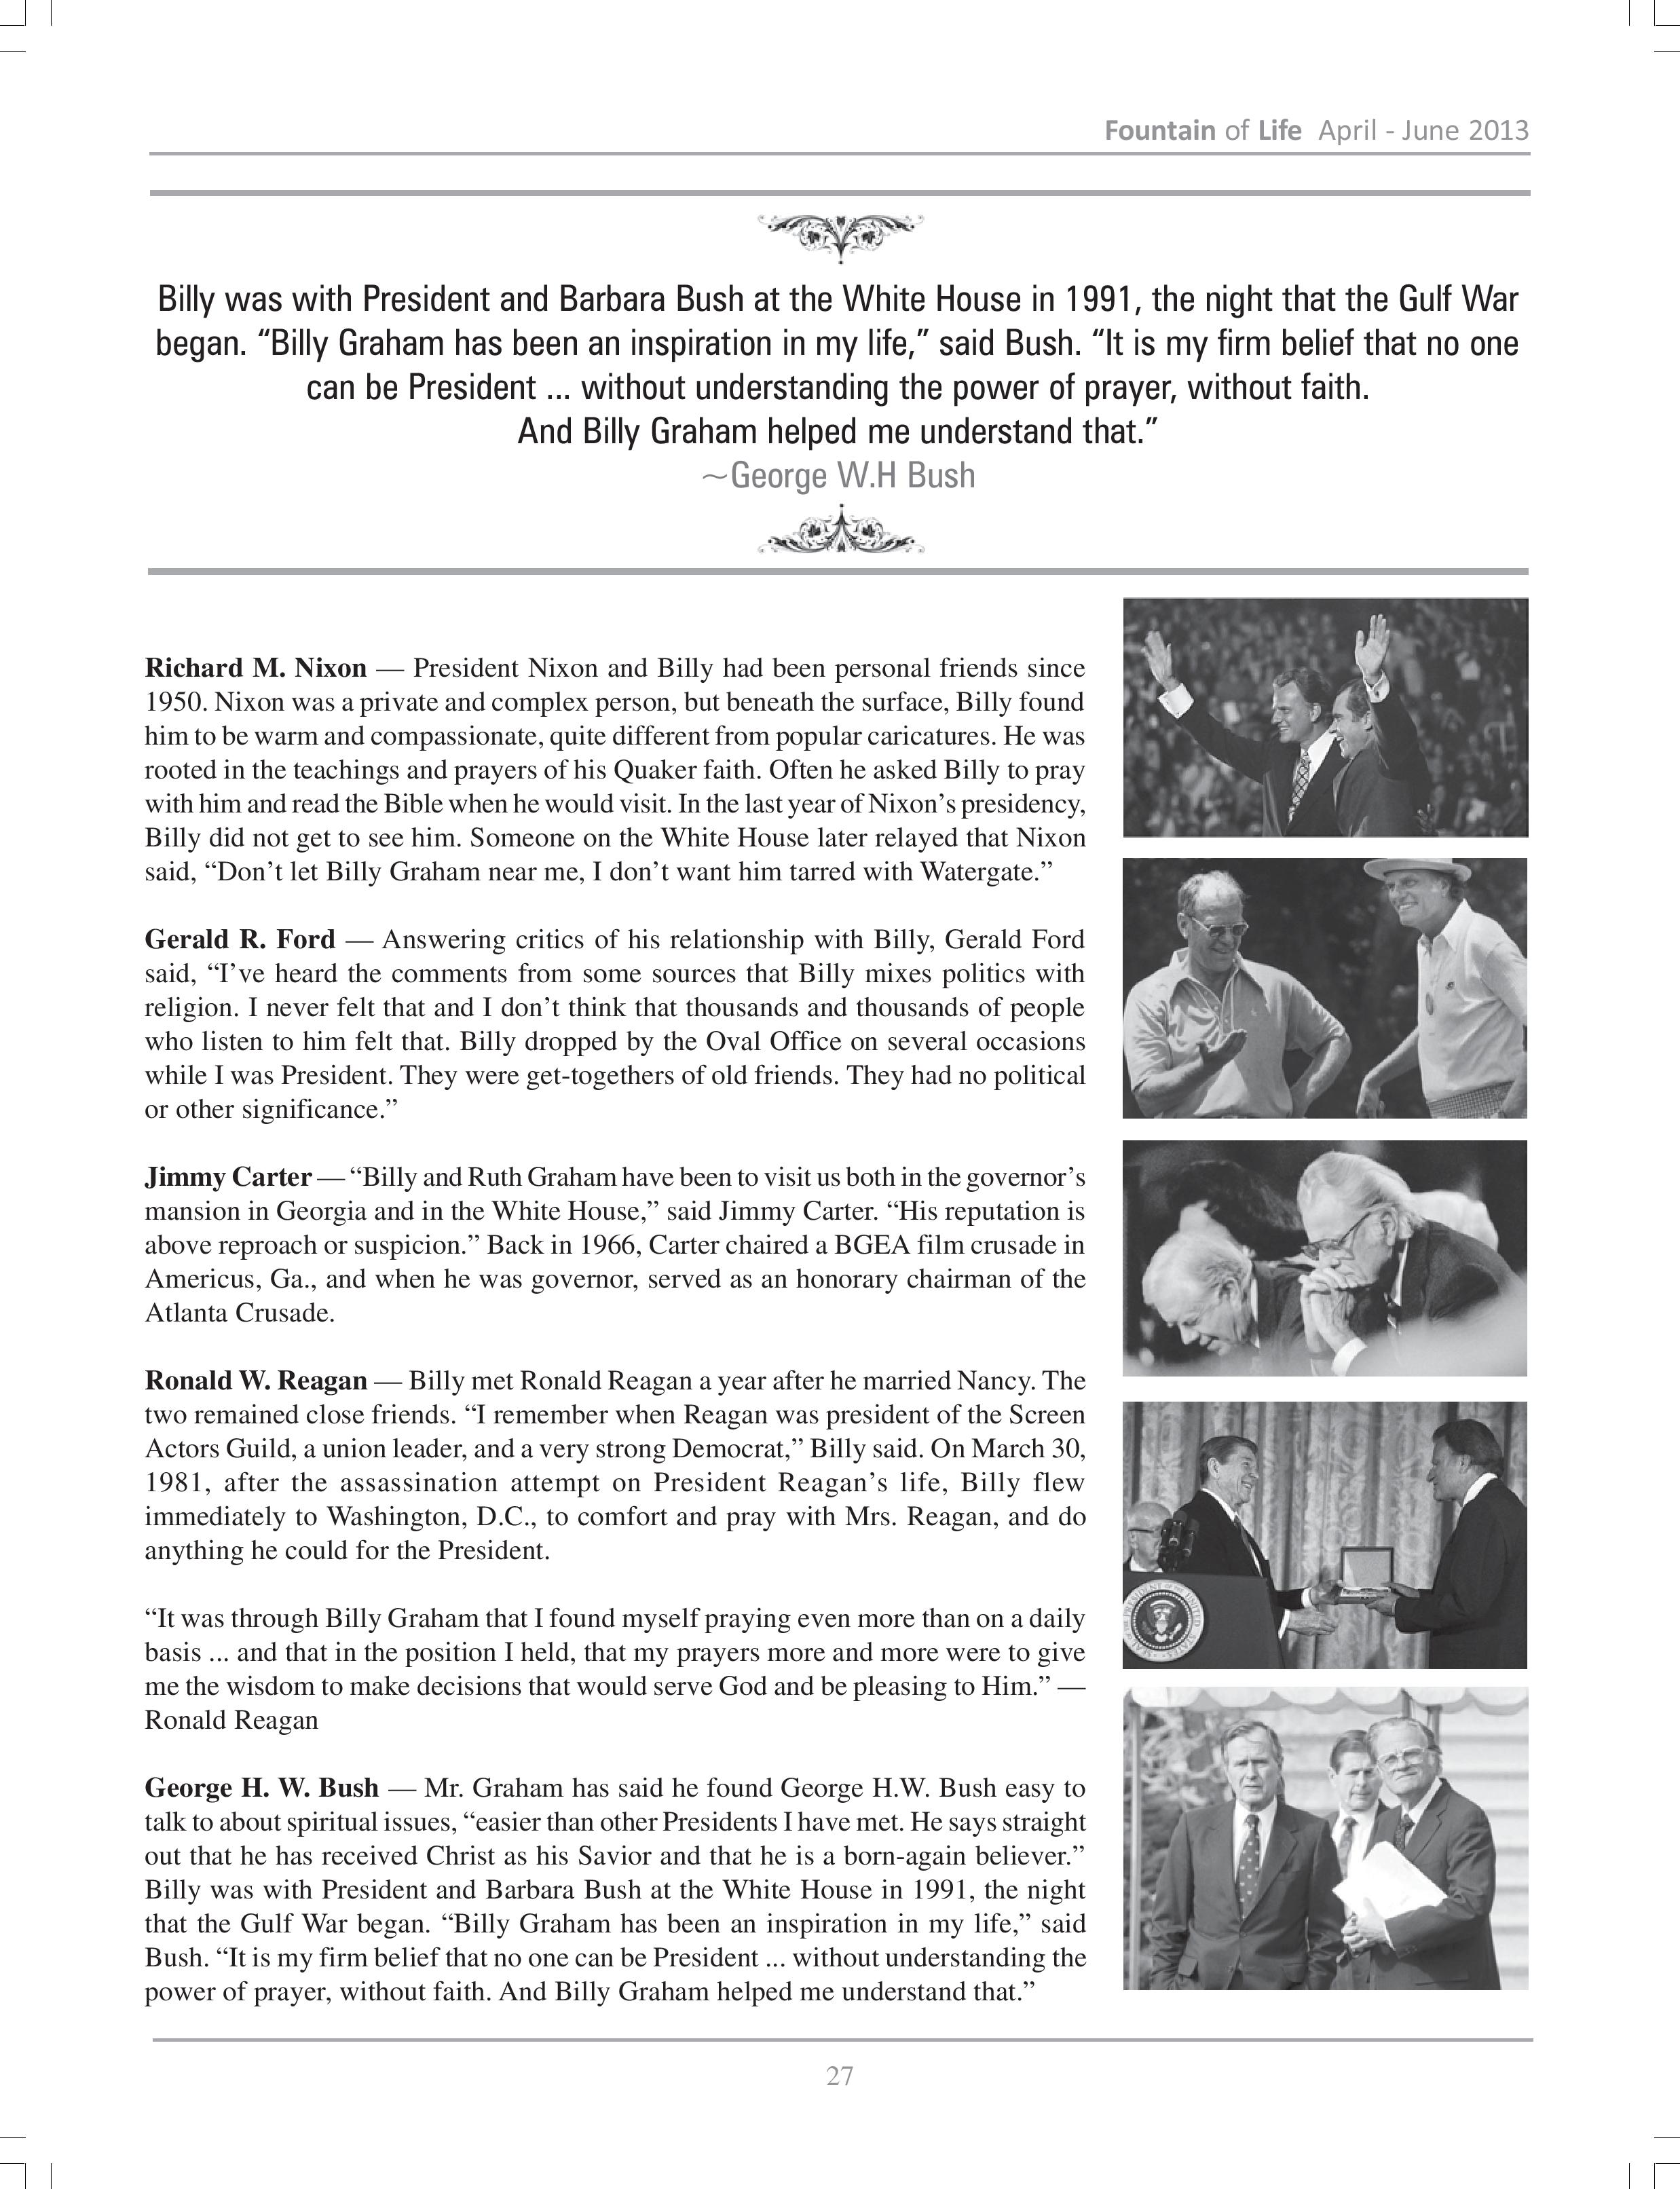 Fountain of Life April - June 2013
Billy was with President and Barbara Bush at the White House in 1991, the night that the Gulf War
began. “Billy Graham has been an inspiration in my life,” said Bush. “It is my firm belief that no one
can be President ... without understanding the power of prayer, without faith.
And Billy Graham helped me understand that.”
~George W.H Bush
Richard M. Nixon — President Nixon and Billy had been personal friends since
1950. Nixon was a private and complex person, but beneath the surface, Billy found
him to be warm and compassionate, quite different from popular caricatures. He was
rooted in the teachings and prayers of his Quaker faith. Often he asked Billy to pray
with him and read the Bible when he would visit. In the last year of Nixon’s presidency,
Billy did not get to see him. Someone on the White House later relayed that Nixon
said, “Don’t let Billy Graham near me, I don’t want him tarred with Watergate.”
Gerald R. Ford — Answering critics of his relationship with Billy, Gerald Ford
said, “I’ve heard the comments from some sources that Billy mixes politics with
religion. I never felt that and I don’t think that thousands and thousands of people
who listen to him felt that. Billy dropped by the Oval Office on several occasions
while I was President. They were get-togethers of old friends. They had no political
or other significance.”
Jimmy Carter — “Billy and Ruth Graham have been to visit us both in the governor’s
mansion in Georgia and in the White House,” said Jimmy Carter. “His reputation is
above reproach or suspicion.” Back in 1966, Carter chaired a BGEA film crusade in
Americus, Ga., and when he was governor, served as an honorary chairman of the
Atlanta Crusade.
Ronald W. Reagan — Billy met Ronald Reagan a year after he married Nancy. The
two remained close friends. “I remember when Reagan was president of the Screen
Actors Guild, a union leader, and a very strong Democrat,” Billy said. On March 30,
1981, after the assassination attempt on President Reagan’s life, Billy flew
immediately to Washington, D.C., to comfort and pray with Mrs. Reagan, and do
anything he could for the President.
“It was through Billy Graham that I found myself praying even more than on a daily
basis ... and that in the position I held, that my prayers more and more were to give
me the wisdom to make decisions that would serve God and be pleasing to Him.” —
Ronald Reagan
George H. W. Bush — Mr. Graham has said he found George H.W. Bush easy to
talk to about spiritual issues, “easier than other Presidents I have met. He says straight
out that he has received Christ as his Savior and that he is a born-again believer.”
Billy was with President and Barbara Bush at the White House in 1991, the night
that the Gulf War began. “Billy Graham has been an inspiration in my life,” said
Bush. “It is my firm belief that no one can be President ... without understanding the
power of prayer, without faith. And Billy Graham helped me understand that.”
27